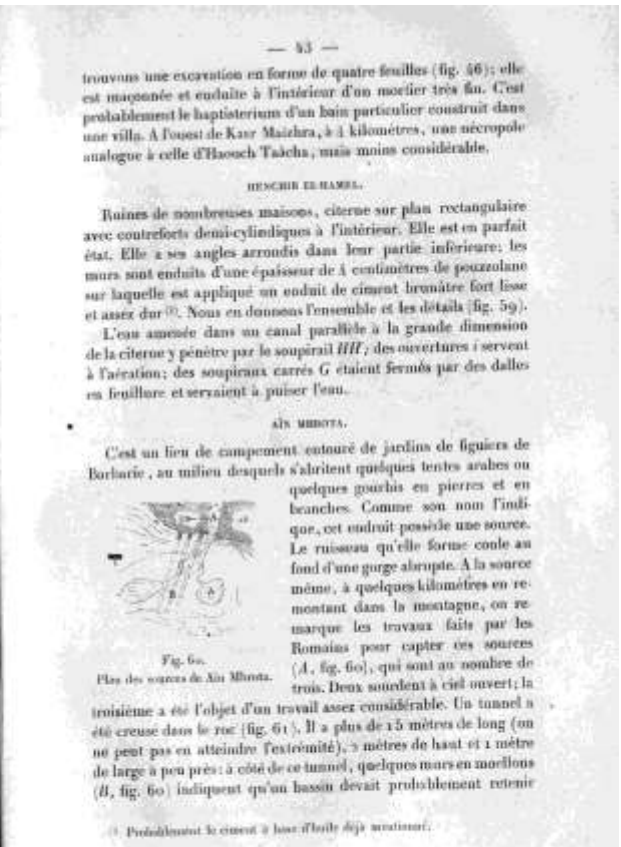 — 43 —
trouvons une excavation en forme de quatre feuilles (fig. 46); elle
est maçonnée et enduite à l'intérieur d'un mortier très fin. C'est
probablement le baptisterium d'un bain particulier construit dans
une villa. A l'ouest de Kasr Maizhra, à 4 kilomètres, une nécropole
analogue à celle d'Haouch Taâcha, mais moins considérable.
HENCHIR EL-HAMEL.
Ruines de nombreuses maisons, citerne sur plan rectangulaire
avec contreforts demi-cylindiques à l'intérieur. Elle est en parfait
état. Elle a ses angles arrondis dans leur partie inférieure; les
murs sont enduits d'une épaisseur de 4 centimètres de pouzzolane
sur laquelle est appliqué un enduit de ciment brunâtre fort lisse
et assez dur (1). Nous en donnons l'ensemble et les détails (fig. 59).
L'eau amenée dans un canal parallèle à la grande dimension
de la citerne y pénètre par le soupirail HH; des ouvertures i servent
à l'aération; des soupiraux carrés G étaient fermés par des dalles
en feuillure et servaient à puiser l'eau.
AÏN MBROTA.
C'est un lieu de campement entouré de jardins de figuiers de
Barbarie, au milieu desquels s'abritent quelques tentes arabes ou
quelques gourbis en pierres et en
branches. Comme son nom l'indi-
que, cet endroit possède une source.
Le ruisseau qu'elle forme coule au
fond d'une gorge abrupte. A la source
même, à quelques kilomètres en re-
montant dans la montagne, on re-
marque les travaux faits par les
Romains pour capter ces sources
(A, fig. 60), qui sont au nombre de
trois. Deux sourdent à ciel ouvert; la
A
B
A
Fig. 60.
Plan des sources de Aïn Mbrota.
troisième a été l'objet d'un travail assez considérable. Un tunnel a
été creusé dans le roc (fig. 61). Il a plus de 15 mètres de long (on
ne peut pas en atteindre l'extrémité), 2 mètres de haut et 1 mètre
de large à peu près; à côté de ce tunnel, quelques murs en moellons
(B, fig. 60) indiquent qu'un bassin devait probablement retenir
Probablement le ciment à base d'huile déjà mentionné.